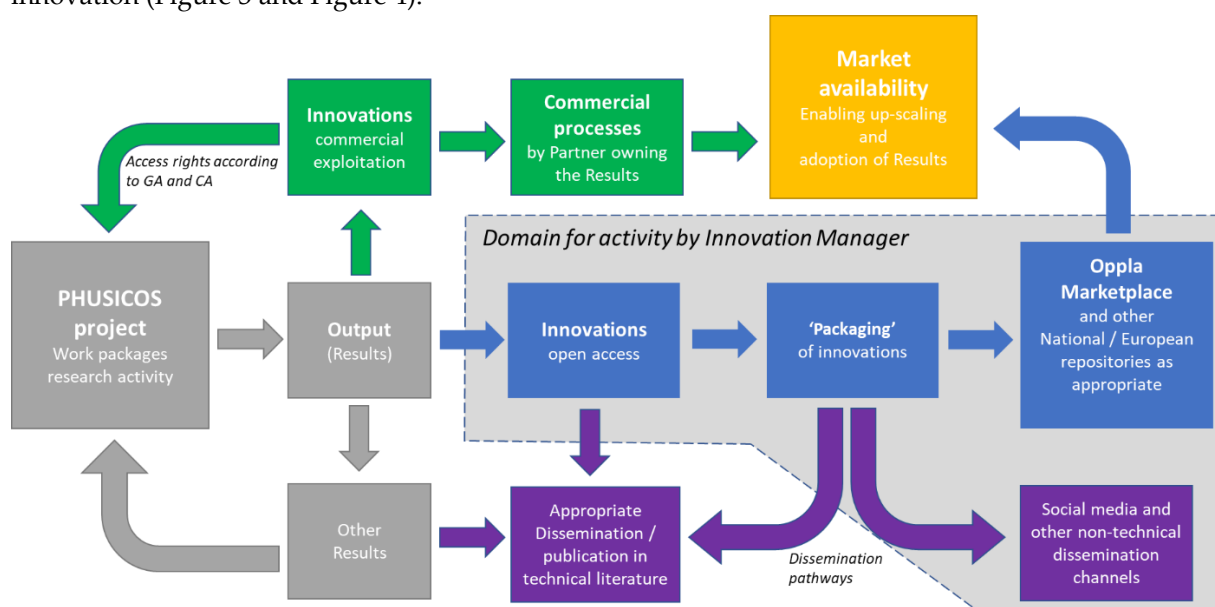 innovation (Figure 3 and Figure 4).
Market
availability
Enabling up-scaling
and
adoption of Results
Innovations
commercial
exploitation
Commercial
processes
by Partner owning
the Results
Access rights according
to GA and CA
Domain for activity by Innovation Manager
PHUSICOS
project
Work packages
research activity
Output
(Results)
Innovations
open access
‘Packaging’
of innovations
Oppla
Marketplace
and other
National / European
repositories as
appropriate
Other
Results
Appropriate
Dissemination /
publication in
technical literature
Dissemination
pathways
Social media and
other non-technical
dissemination
channels